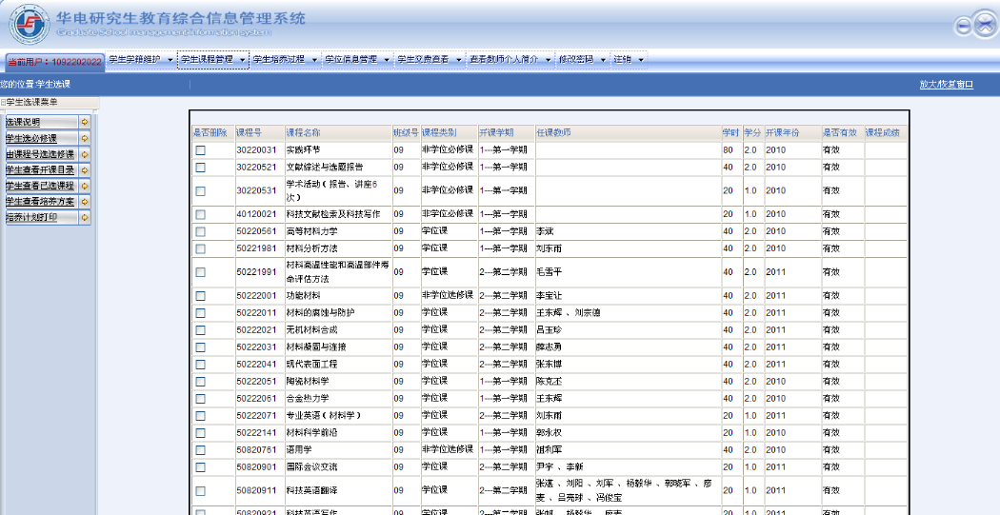 华电研究生教育综合信息管理系统
Graduate School management information system
当前用户：1092202022 学生学籍维护 学生课程管理 学生培养过程 学位信息管理 学生交费查看 查看教师个人简介 修改密码 注销
您的位置:学生选课 放大/恢复窗口
学生选课菜单
选课说明
学生选必修课
由课程号选选修课
学生查看开课目录
学生查看已选课程
学生查看培养方案
培养计划打印
是否删除 课程号 课程名称 班级号 课程类别 开课学期 任课教师 学时 学分 开课年份 是否有效 课程成绩
30220031 实践环节 09 非学位必修课 1---第一学期 80 2.0 2010 有效
30220521 文献综述与选题报告 09 非学位必修课 1---第一学期 40 2.0 2010 有效
30220531 学术活动（报告、讲座6次） 09 非学位必修课 1---第一学期 20 1.0 2010 有效
40120021 科技文献检索及科技写作 09 非学位必修课 1---第一学期 20 1.0 2010 有效
50220561 高等材料力学 09 学位课 1---第一学期 李斌 40 2.0 2010 有效
50221981 材料分析方法 09 学位课 1---第一学期 刘东雨 40 2.0 2010 有效
50221991 材料高温性能和高温部件寿命评估方法 09 学位课 2---第二学期 毛雪平 40 2.0 2011 有效
50222001 功能材料 09 非学位选修课 2---第二学期 李宝让 40 2.0 2011 有效
50222011 材料的腐蚀与防护 09 学位课 2---第二学期 王东辉 、刘宗德 40 2.0 2011 有效
50222021 无机材料合成 09 学位课 2---第二学期 吕玉珍 40 2.0 2011 有效
50222031 材料凝固与连接 09 学位课 2---第二学期 薛志勇 40 2.0 2011 有效
50222041 现代表面工程 09 学位课 2---第二学期 张东博 40 2.0 2011 有效
50222051 陶瓷材料学 09 学位课 1---第一学期 陈克丕 40 2.0 2010 有效
50222061 合金热力学 09 学位课 1---第一学期 王东辉 40 2.0 2010 有效
50222071 专业英语（材料学） 09 学位课 2---第二学期 刘东雨 20 1.0 2011 有效
50222141 材料科学前沿 09 学位课 1---第一学期 郭永权 20 1.0 2010 有效
50820761 语用学 09 非学位选修课 1---第一学期 祖利军 40 2.0 2010 有效
50820901 国际会议交流 09 学位课 2---第二学期 尹宇 、李新 20 1.0 2011 有效
50820911 科技英语翻译 09 学位课 2---第二学期 张湛 、刘阳 、刘军 、杨毅华 、郭晓军 、廖麦 、吕亮球 、冯俊宝 20 1.0 2011 有效
50820921 科技英语写作 09 学位课 2---第二学期 20 1.0 2011 有效